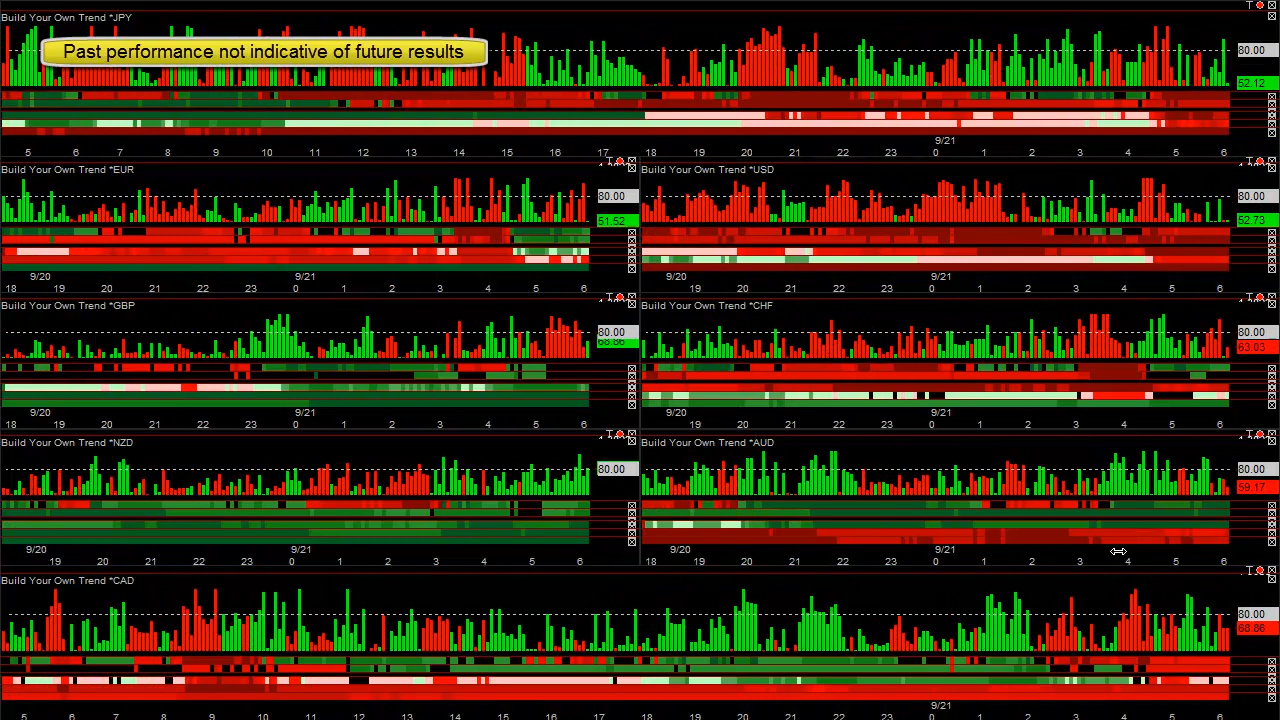 Build Your Own Trend *JPY
T
Past performance not indicative of future results
80.00
52.12
9/21
5 6 7 8 9 10 11 12 13 14 15 16 17 18 19 20 21 22 23 0 1 2 3 4 5 6
Build Your Own Trend *EUR
80.00
51.52
9/20 9/21
18 19 20 21 22 23 0 1 2 3 4 5 6
Build Your Own Trend *USD
80.00
52.73
9/20 9/21
19 20 21 22 23 0 1 2 3 4 5 6
Build Your Own Trend *GBP
80.00
68.86
9/20 9/21
18 19 20 21 22 23 0 1 2 3 4 5 6
Build Your Own Trend *CHF
80.00
63.03
9/20 9/21
19 20 21 22 23 0 1 2 3 4 5 6
Build Your Own Trend *NZD
80.00
9/20 9/21
19 20 21 22 23 0 1 2 3 4 5 6
Build Your Own Trend *AUD
80.00
59.17
9/20 9/21
18 19 20 21 22 23 0 1 2 3 4 5 6
Build Your Own Trend *CAD
T
80.00
68.86
9/21
5 6 7 8 9 10 11 12 13 14 15 16 17 18 19 20 21 22 23 0 1 2 3 4 5 6